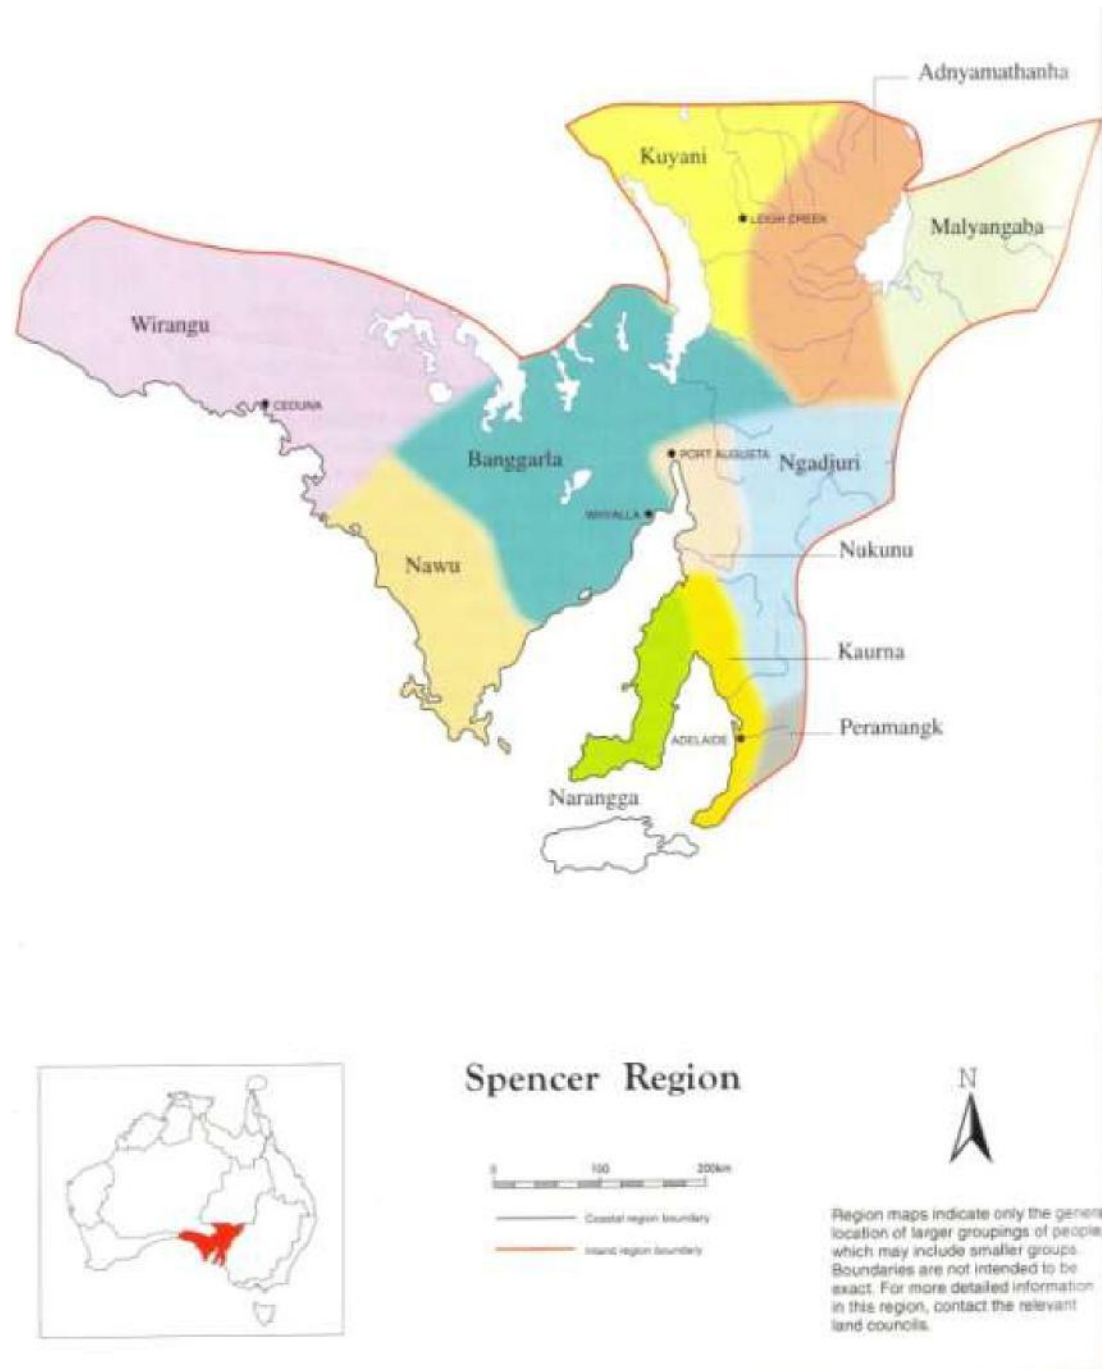 Adnyamathanha
Kuyani
LEIGH CREEK
Malyangaba
Wirangu
CEDUNA
Banggarla
PORT AUGUSTA
Ngadjuri
WHYALLA
Nukunu
Nawu
Kaurna
Peramangk
ADELAIDE
Narangga
Spencer Region
N
0 100 200km
Coastal region boundary
Inland region boundary
Region maps indicate only the genera
location of larger groupings of people
which may include smaller groups.
Boundaries are not intended to be
exact. For more detailed information
in this region, contact the relevant
land councils.